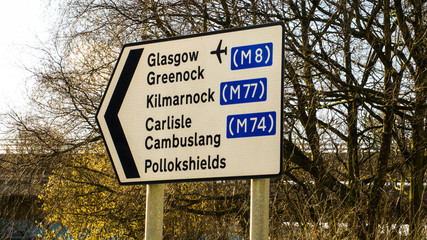 Glasgow (M8)
Greenock
Kilmarnock (M77)
Carlisle (M74)
Cambuslang
Pollokshields